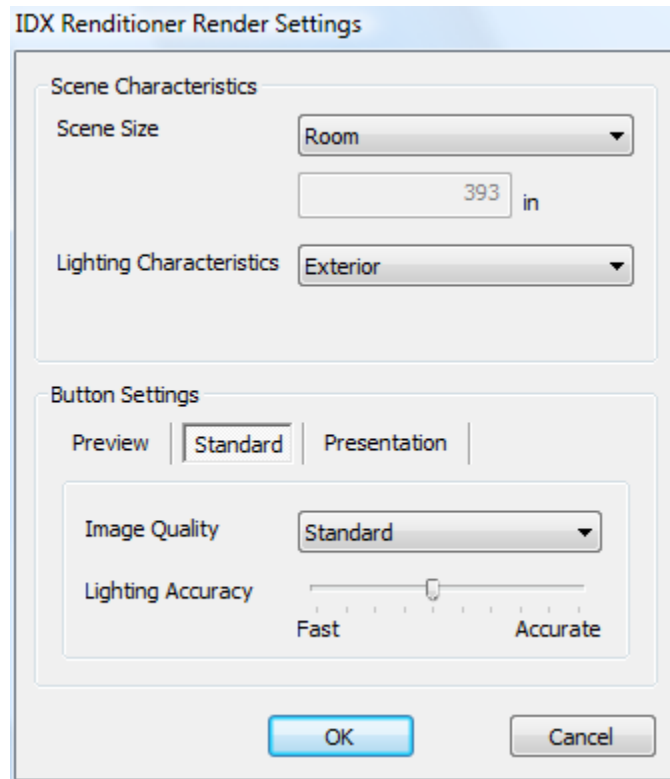 IDX Renditioner Render Settings
Scene Characteristics
Scene Size
Room
393 in
Lighting Characteristics
Exterior
Button Settings
Preview Standard Presentation
Image Quality
Standard
Lighting Accuracy
Fast Accurate
OK Cancel